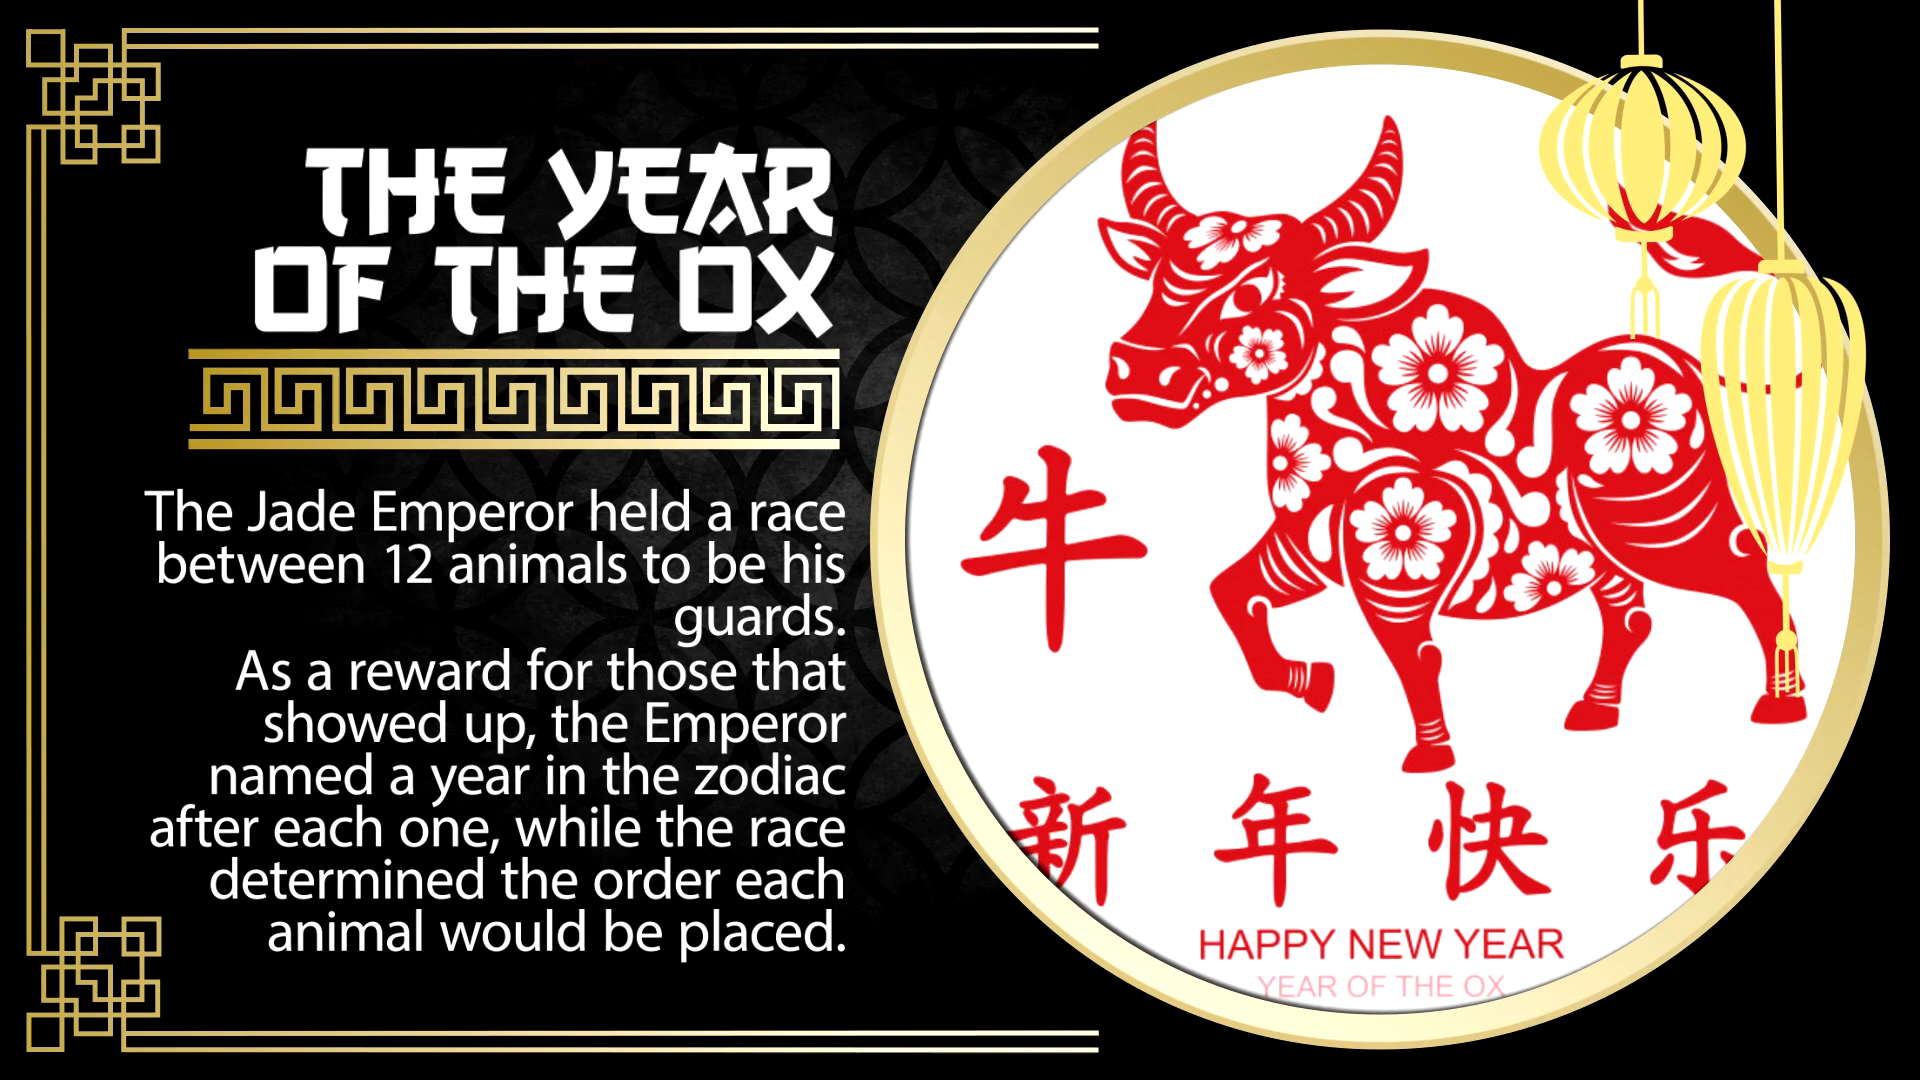 THE YEAR
OF THE OX
The Jade Emperor held a race
between 12 animals to be his
guards.
As a reward for those that
showed up, the Emperor
named a year in the zodiac
after each one, while the race
determined the order each
animal would be placed.
牛
新年快乐
HAPPY NEW YEAR
YEAR OF THE OX